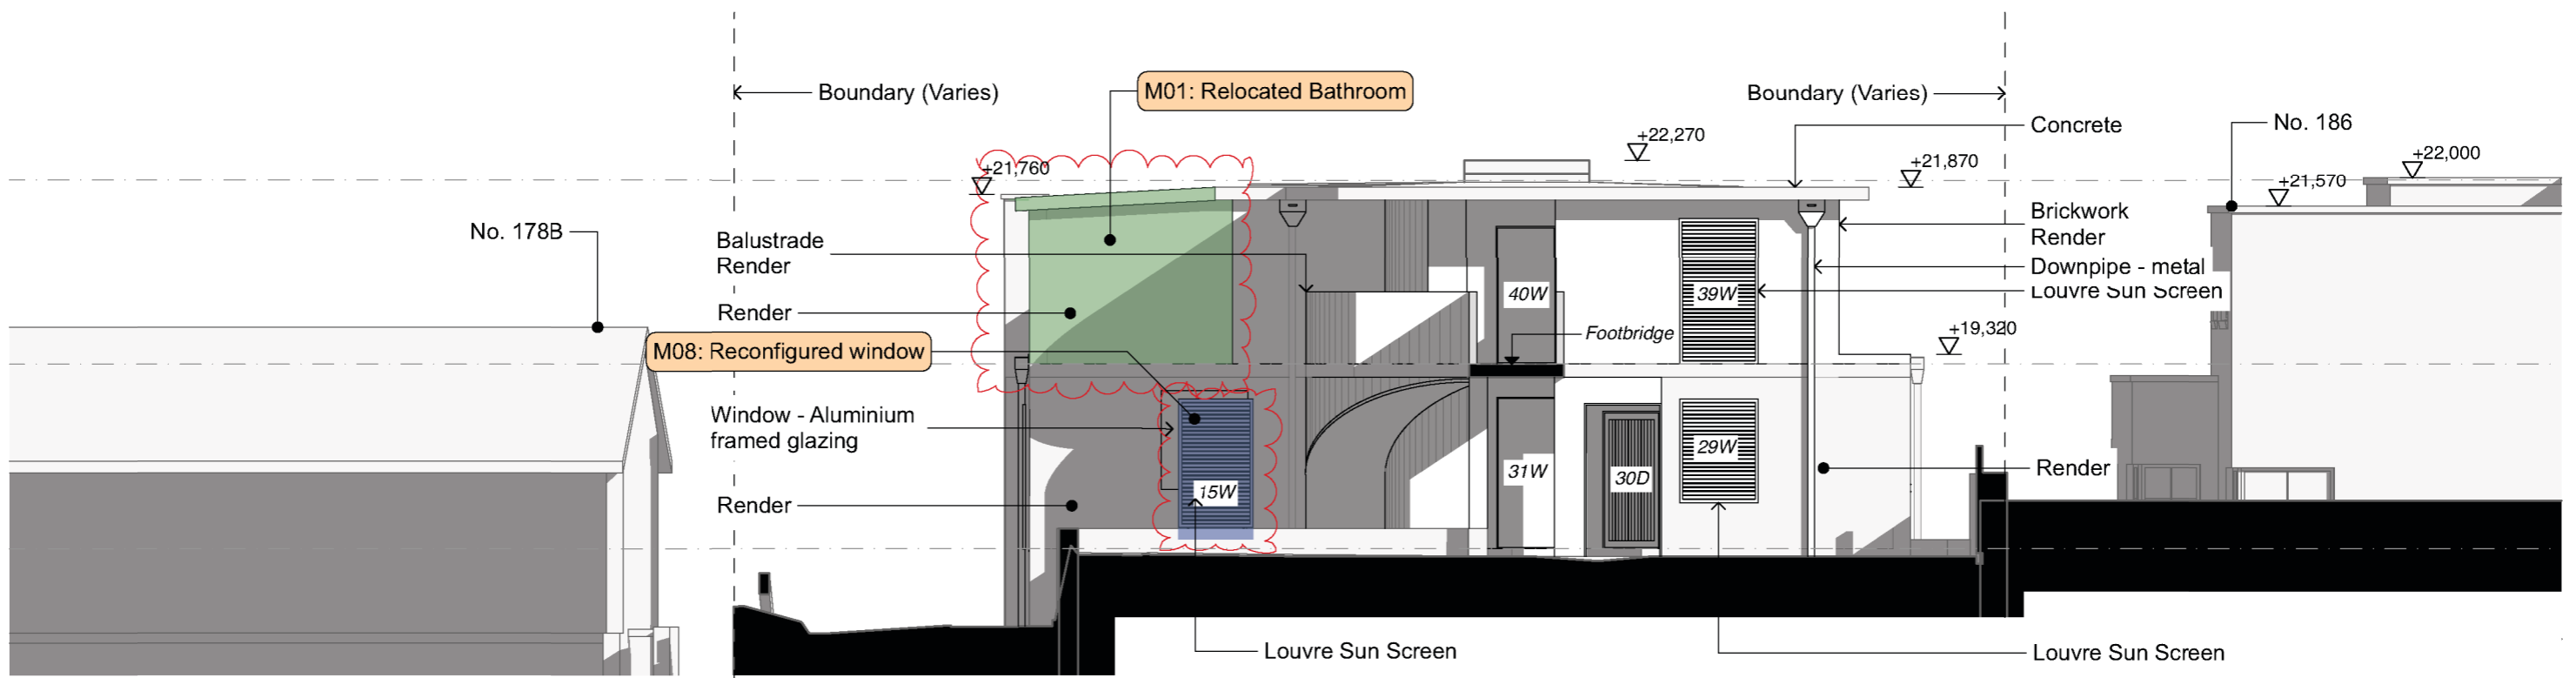 M01: Relocated Bathroom
Boundary (Varies)
Boundary (Varies)
Concrete
No. 186
+22,270
+22,000
+21,760
+21,870
+21,570
No. 178B
Balustrade
Render
Brickwork
Render
Downpipe - metal
Louvre Sun Screen
40W
39W
Render
Footbridge
+19,320
M08: Reconfigured window
Window - Aluminium
framed glazing
29W
31W
30D
Render
15W
Render
Louvre Sun Screen
Louvre Sun Screen